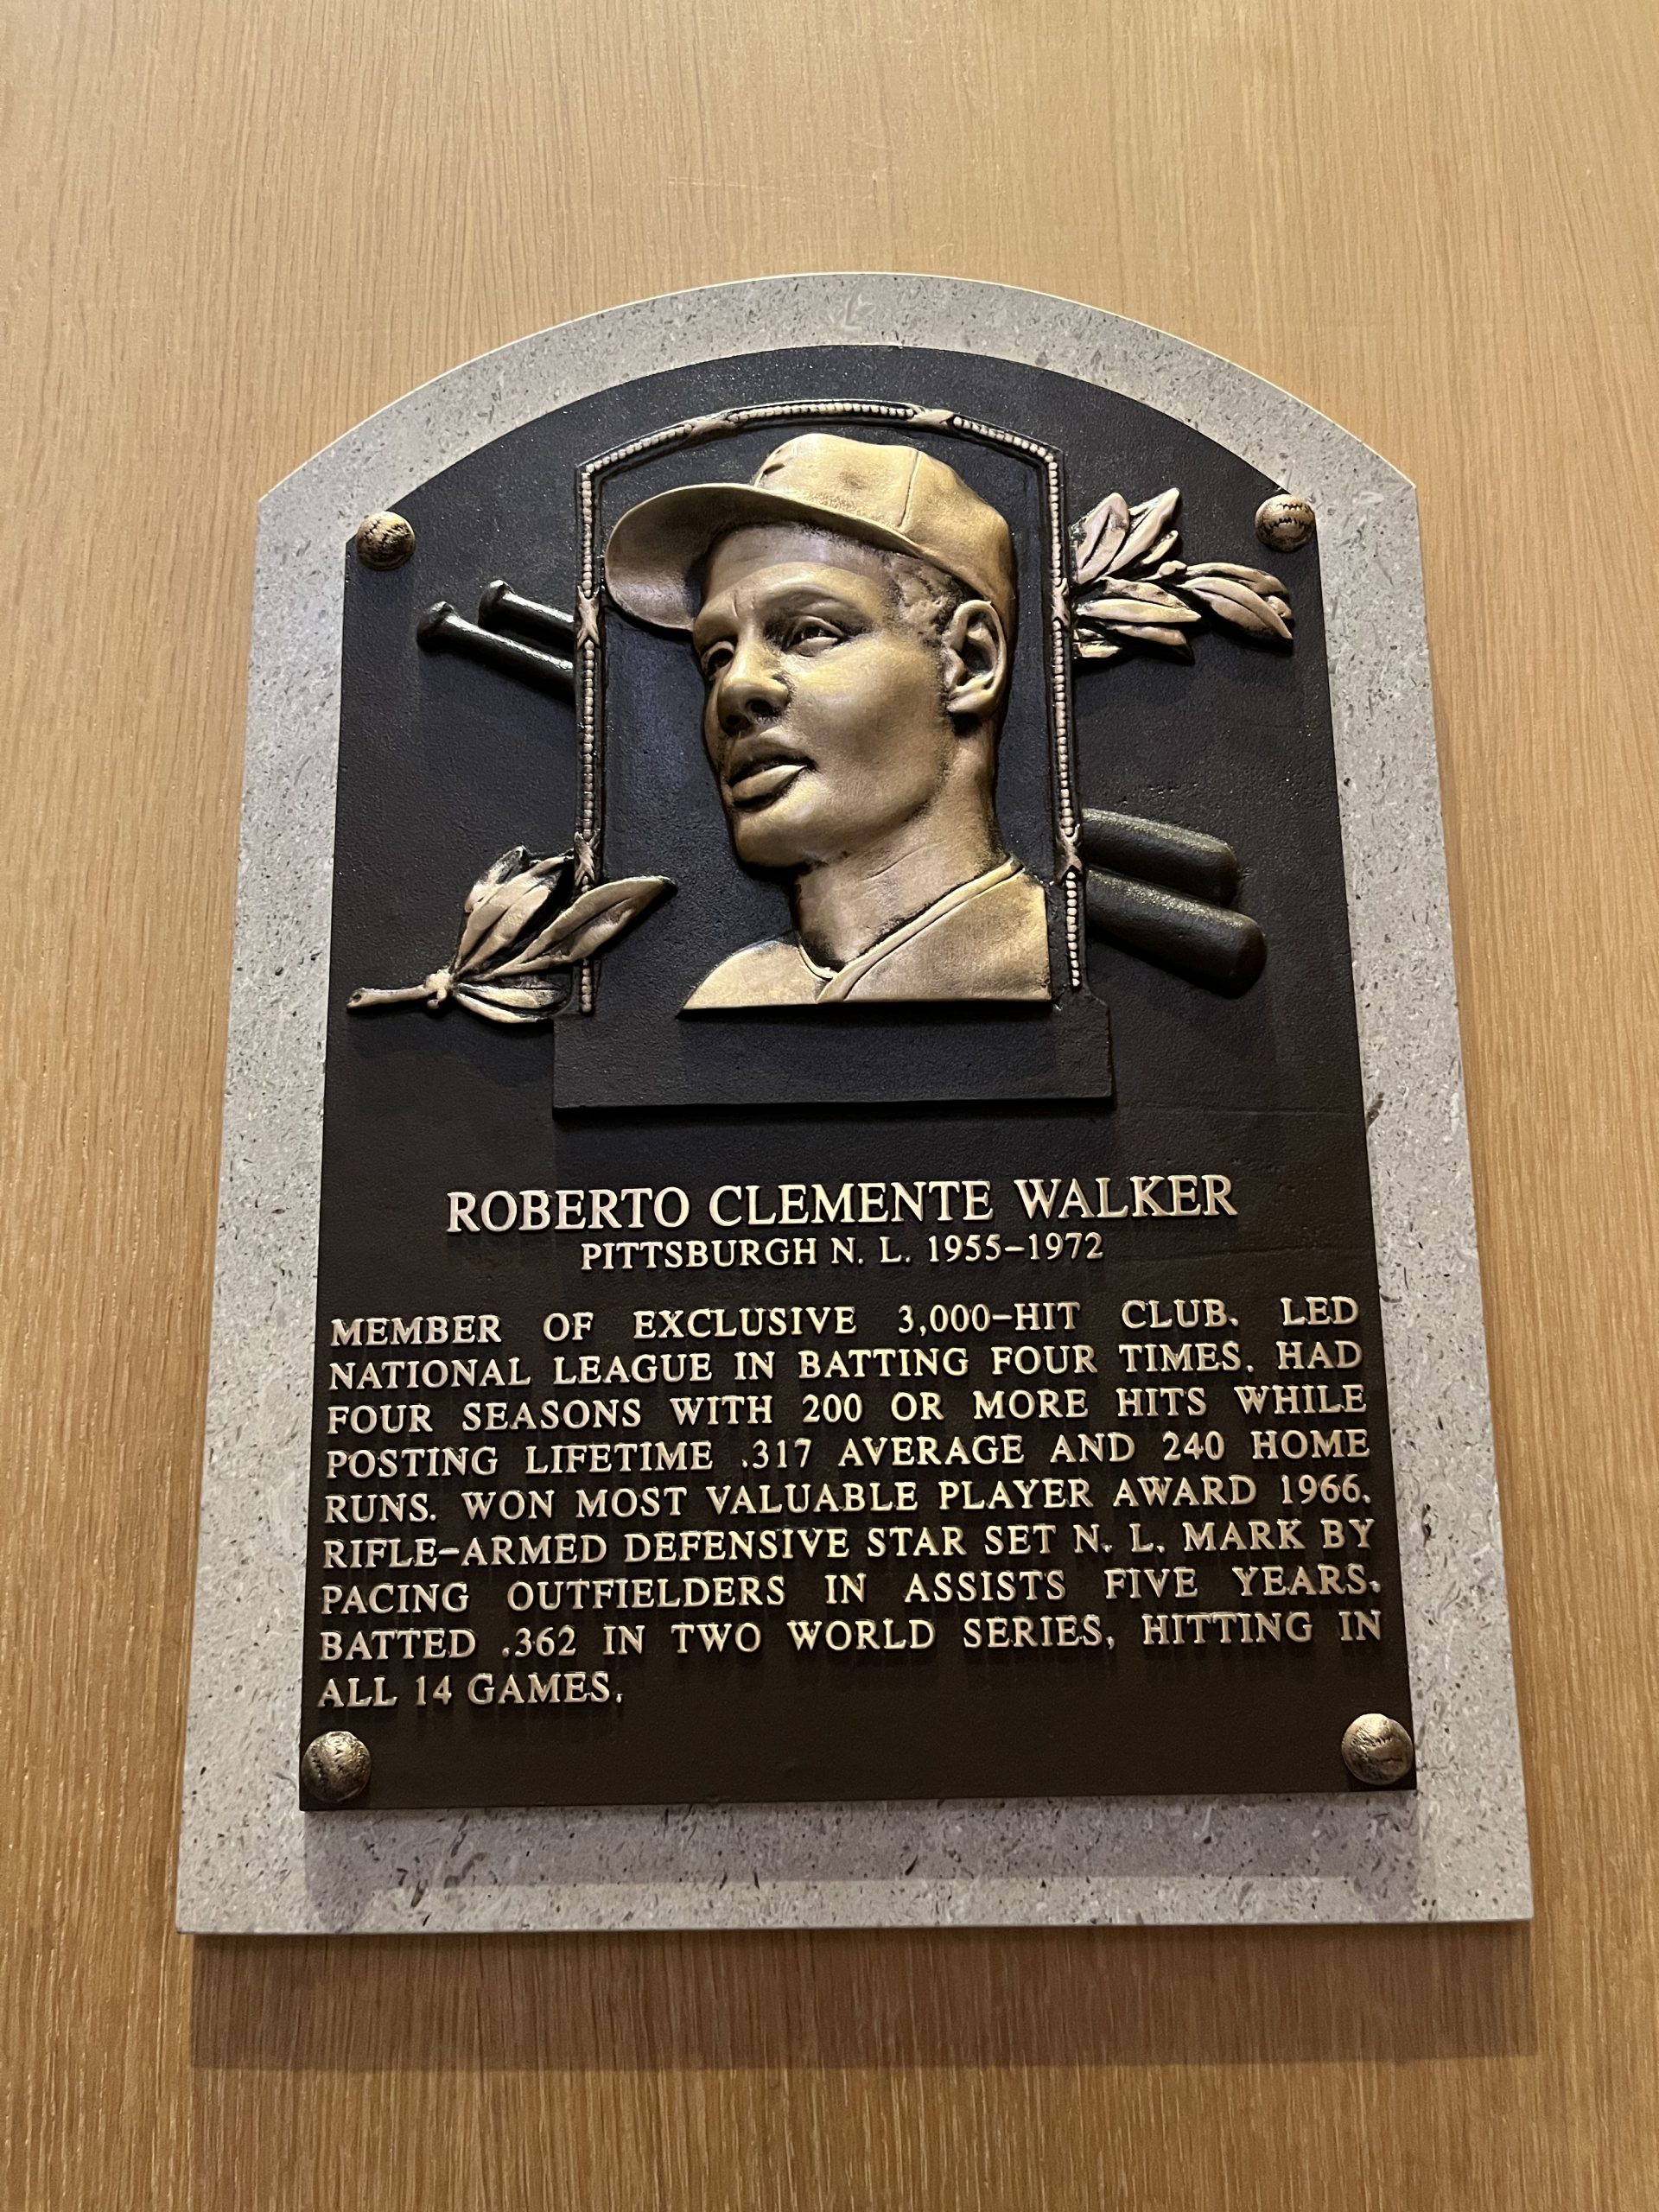 ROBERTO CLEMENTE WALKER
PITTSBURGH N. L. 1955-1972
MEMBER OF EXCLUSIVE 3,000-HIT CLUB. LED
NATIONAL LEAGUE IN BATTING FOUR TIMES. HAD
FOUR SEASONS WITH 200 OR MORE HITS WHILE
POSTING LIFETIME .317 AVERAGE AND 240 HOME
RUNS. WON MOST VALUABLE PLAYER AWARD 1966.
RIFLE-ARMED DEFENSIVE STAR SET N. L. MARK BY
PACING OUTFIELDERS IN ASSISTS FIVE YEARS.
BATTED .362 IN TWO WORLD SERIES, HITTING IN
ALL 14 GAMES.